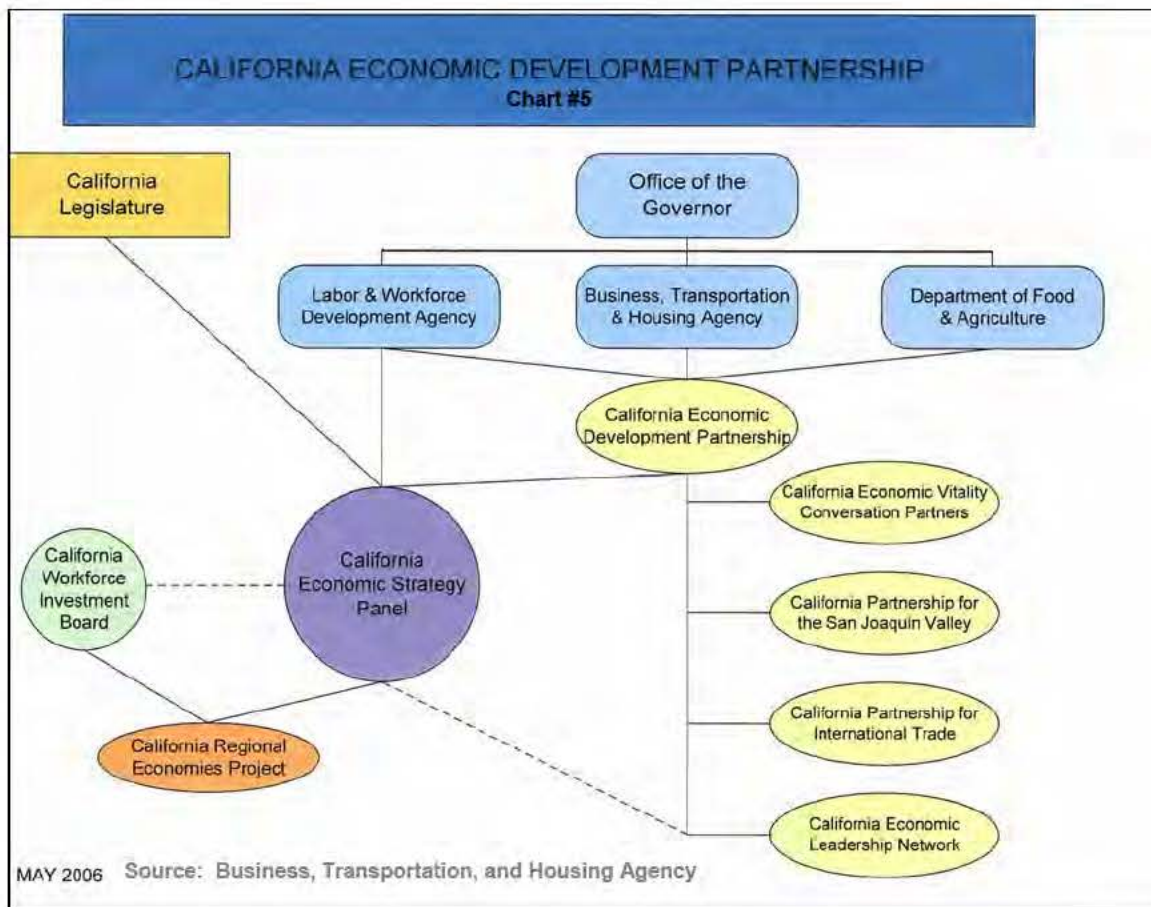 CALIFORNIA ECONOMIC DEVELOPMENT PARTNERSHIP
Chart #5
California
Legislature
Office of the
Governor
Labor & Workforce
Development Agency
Business, Transportation
& Housing Agency
Department of Food
& Agriculture
California Economic
Development Partnership
California Economic Vitality
Conversation Partners
California
Workforce
Investment
Board
California
Economic Strategy
Panel
California Partnership for
the San Joaquin Valley
California Partnership for
International Trade
California Regional
Economies Project
California Economic
Leadership Network
MAY 2006 Source: Business, Transportation, and Housing Agency